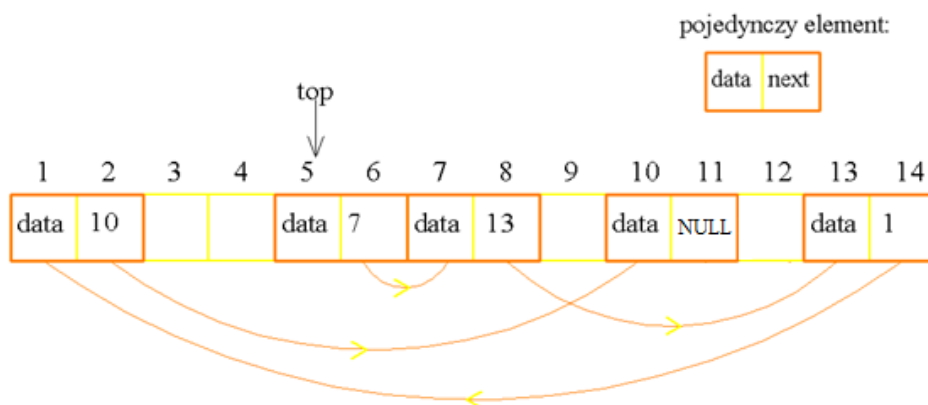 pojedynczy element:
data next
top
1 2 3 4 5 6 7 8 9 10 11 12 13 14
data 10 data 7 data 13 data NULL data 1